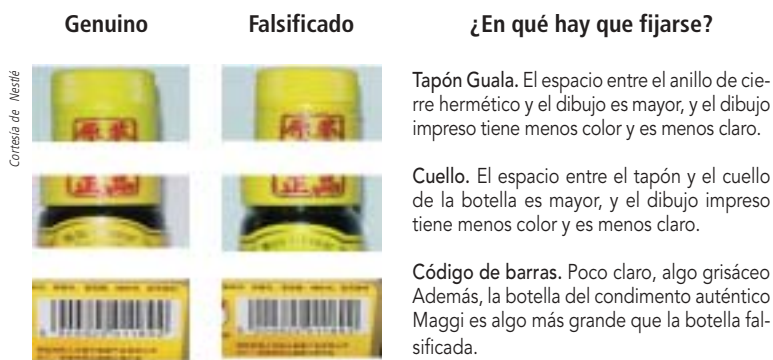 Genuino
Falsificado
¿En qué hay que fijarse?
Cortesía de Nestlé
Tapón Guala. El espacio entre el anillo de cie-
rre hermético y el dibujo es mayor, y el dibujo
impreso tiene menos color y es menos claro.
Cuello. El espacio entre el tapón y el cuello
de la botella es mayor, y el dibujo impreso
tiene menos color y es menos claro.
Código de barras. Poco claro, algo grisáceo
Además, la botella del condimento auténtico
Maggi es algo más grande que la botella fal-
sificada.
正品
正品